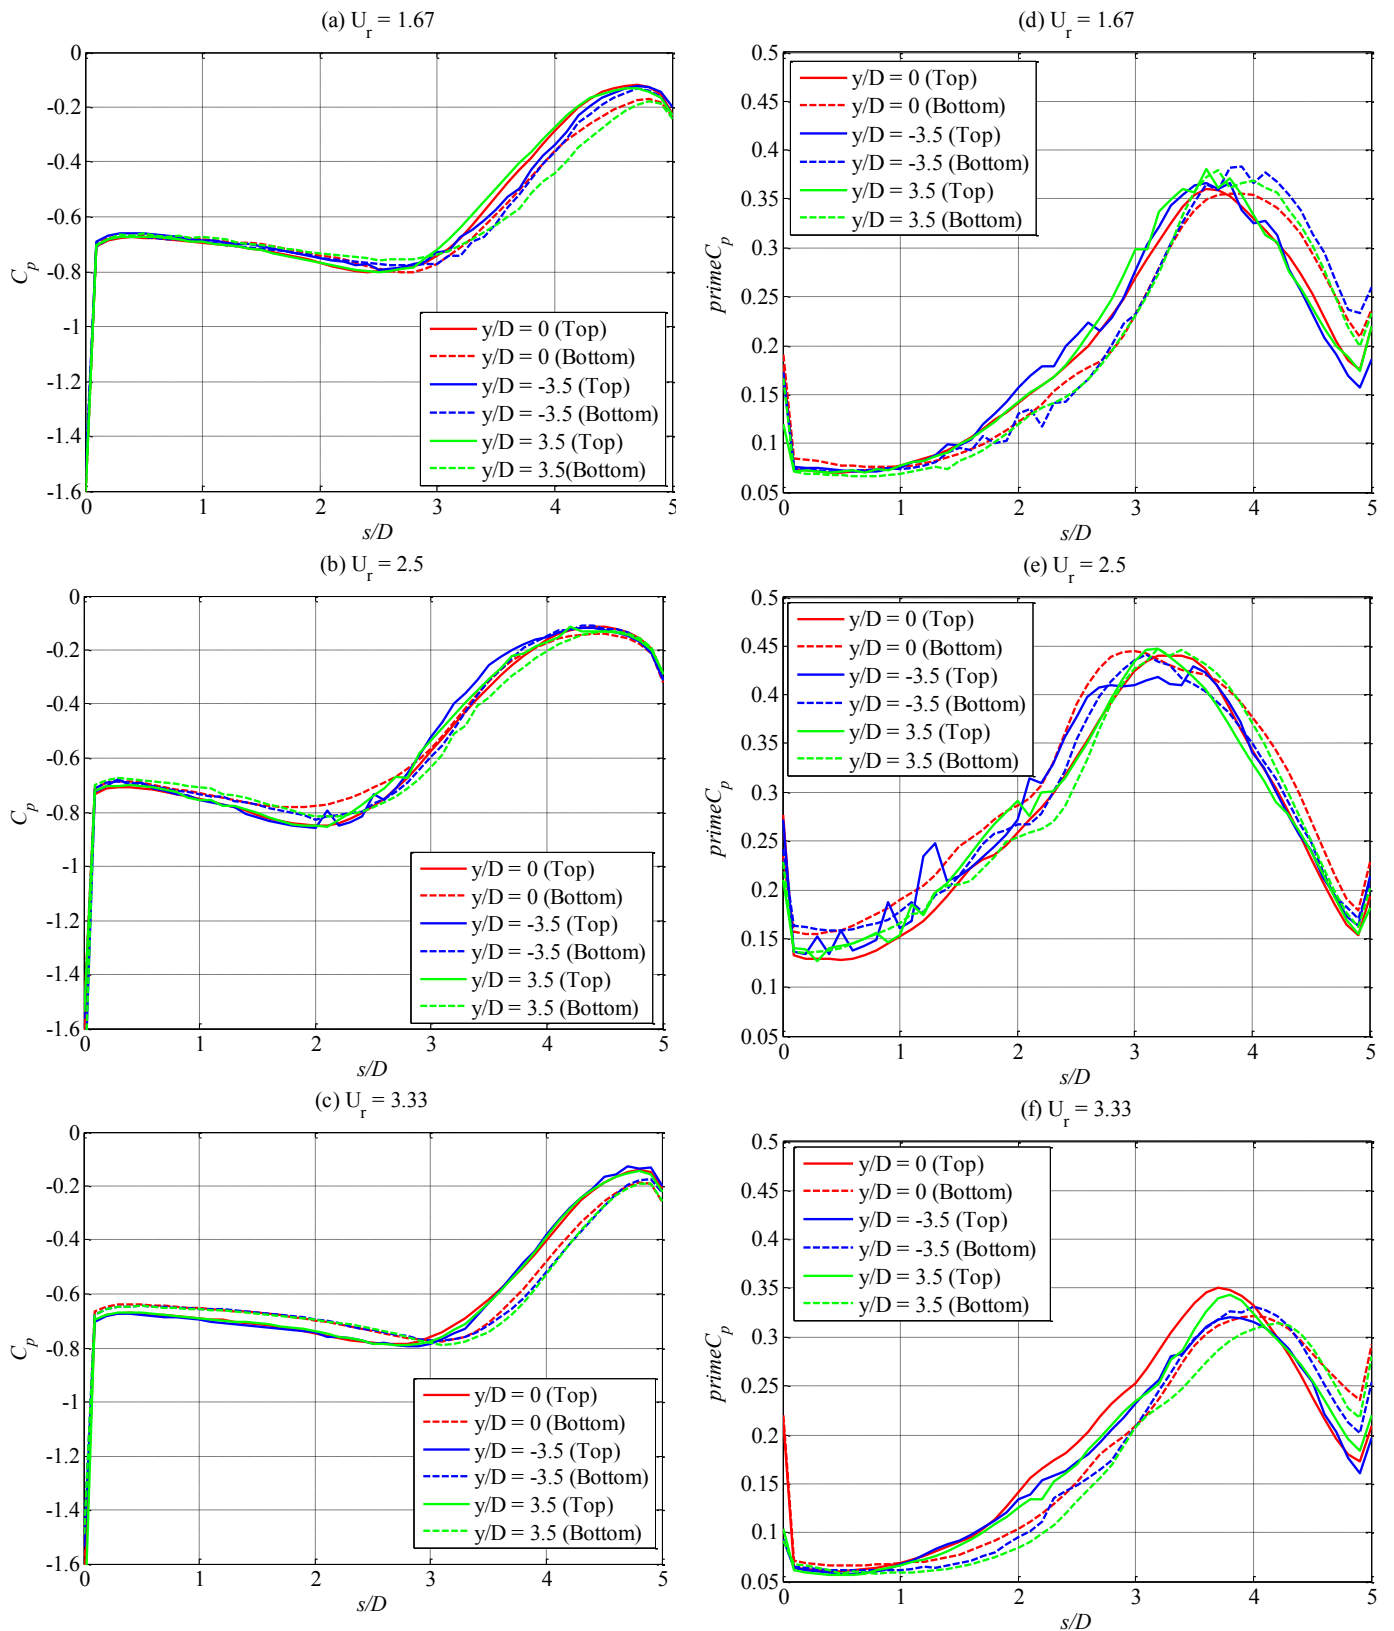 (a) U_r = 1.67
0
-0.2
-0.4
-0.6
-0.8
-1
-1.2
-1.4
-1.6
C_p
0 1 2 3 4 5
s/D
y/D = 0 (Top)
y/D = 0 (Bottom)
y/D = -3.5 (Top)
y/D = -3.5 (Bottom)
y/D = 3.5 (Top)
y/D = 3.5(Bottom)
(d) U_r = 1.67
0.5
0.45
0.4
0.35
0.3
0.25
0.2
0.15
0.1
0.05
primeC_p
0 1 2 3 4 5
s/D
y/D = 0 (Top)
y/D = 0 (Bottom)
y/D = -3.5 (Top)
y/D = -3.5 (Bottom)
y/D = 3.5 (Top)
y/D = 3.5 (Bottom)
(b) U_r = 2.5
0
-0.2
-0.4
-0.6
-0.8
-1
-1.2
-1.4
-1.6
C_p
0 1 2 3 4 5
s/D
y/D = 0 (Top)
y/D = 0 (Bottom)
y/D = -3.5 (Top)
y/D = -3.5 (Bottom)
y/D = 3.5 (Top)
y/D = 3.5 (Bottom)
(e) U_r = 2.5
0.5
0.45
0.4
0.35
0.3
0.25
0.2
0.15
0.1
0.05
primeC_p
0 1 2 3 4 5
s/D
y/D = 0 (Top)
y/D = 0 (Bottom)
y/D = -3.5 (Top)
y/D = -3.5 (Bottom)
y/D = 3.5 (Top)
y/D = 3.5 (Bottom)
(c) U_r = 3.33
0
-0.2
-0.4
-0.6
-0.8
-1
-1.2
-1.4
-1.6
C_p
0 1 2 3 4 5
s/D
y/D = 0 (Top)
y/D = 0 (Bottom)
y/D = -3.5 (Top)
y/D = -3.5 (Bottom)
y/D = 3.5 (Top)
y/D = 3.5 (Bottom)
(f) U_r = 3.33
0.5
0.45
0.4
0.35
0.3
0.25
0.2
0.15
0.1
0.05
primeC_p
0 1 2 3 4 5
s/D
y/D = 0 (Top)
y/D = 0 (Bottom)
y/D = -3.5 (Top)
y/D = -3.5 (Bottom)
y/D = 3.5 (Top)
y/D = 3.5 (Bottom)